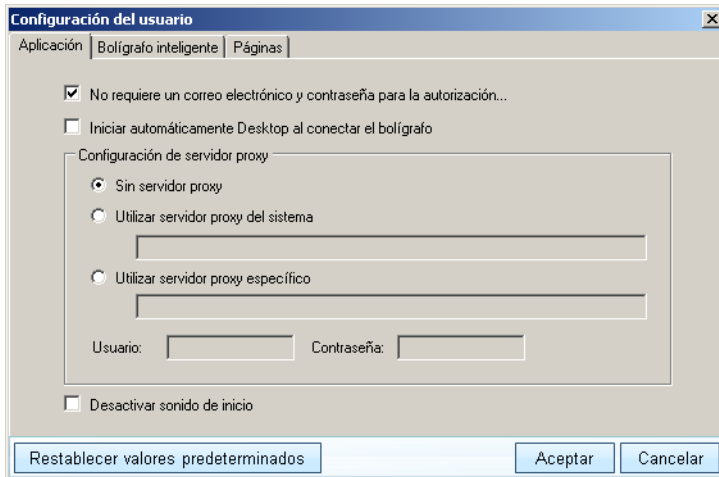 Configuración del usuario
Aplicación Bolígrafo inteligente Páginas
No requiere un correo electrónico y contraseña para la autorización...
Iniciar automáticamente Desktop al conectar el bolígrafo
Configuración de servidor proxy
Sin servidor proxy
Utilizar servidor proxy del sistema
Utilizar servidor proxy específico
Usuario: Contraseña:
Desactivar sonido de inicio
Restablecer valores predeterminados Aceptar Cancelar